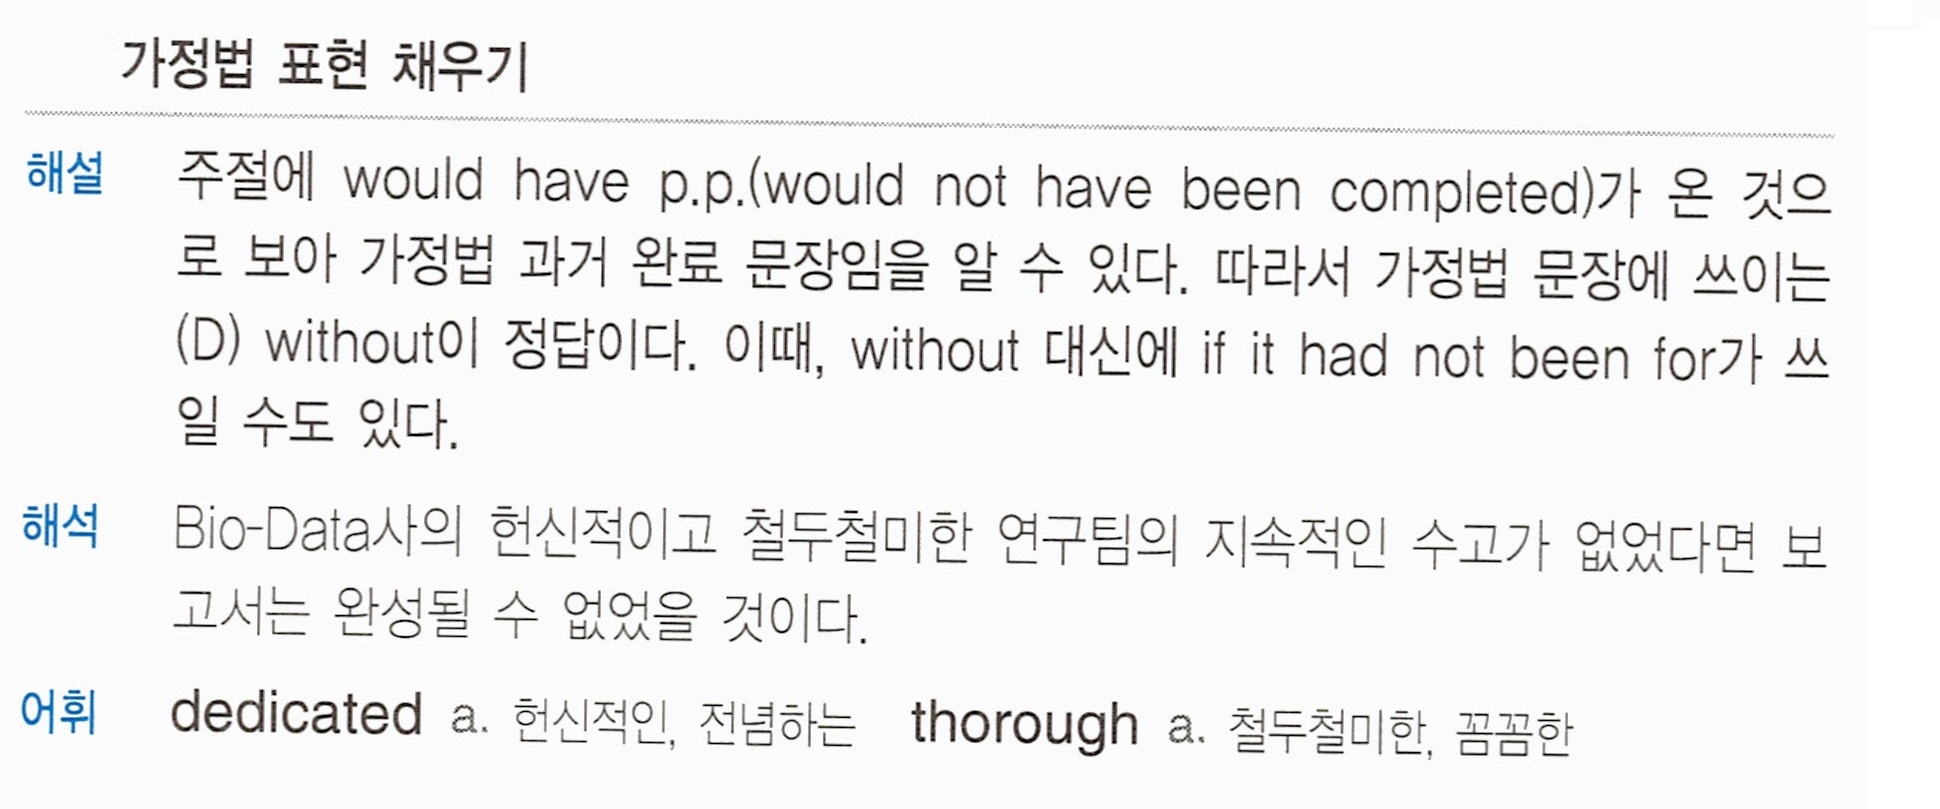 가정법 표현 채우기
해설 주절에 would have p.p.(would not have been completed)가 온 것으
로 보아 가정법 과거 완료 문장임을 알 수 있다. 따라서 가정법 문장에 쓰이는
(D) without이 정답이다. 이때, without 대신에 if it had not been for가 쓰
일 수도 있다.
해석 Bio-Data사의 헌신적이고 철두철미한 연구팀의 지속적인 수고가 없었다면 보
고서는 완성될 수 없었을 것이다.
어휘 dedicated a. 헌신적인, 전념하는 thorough a. 철두철미한, 꼼꼼한